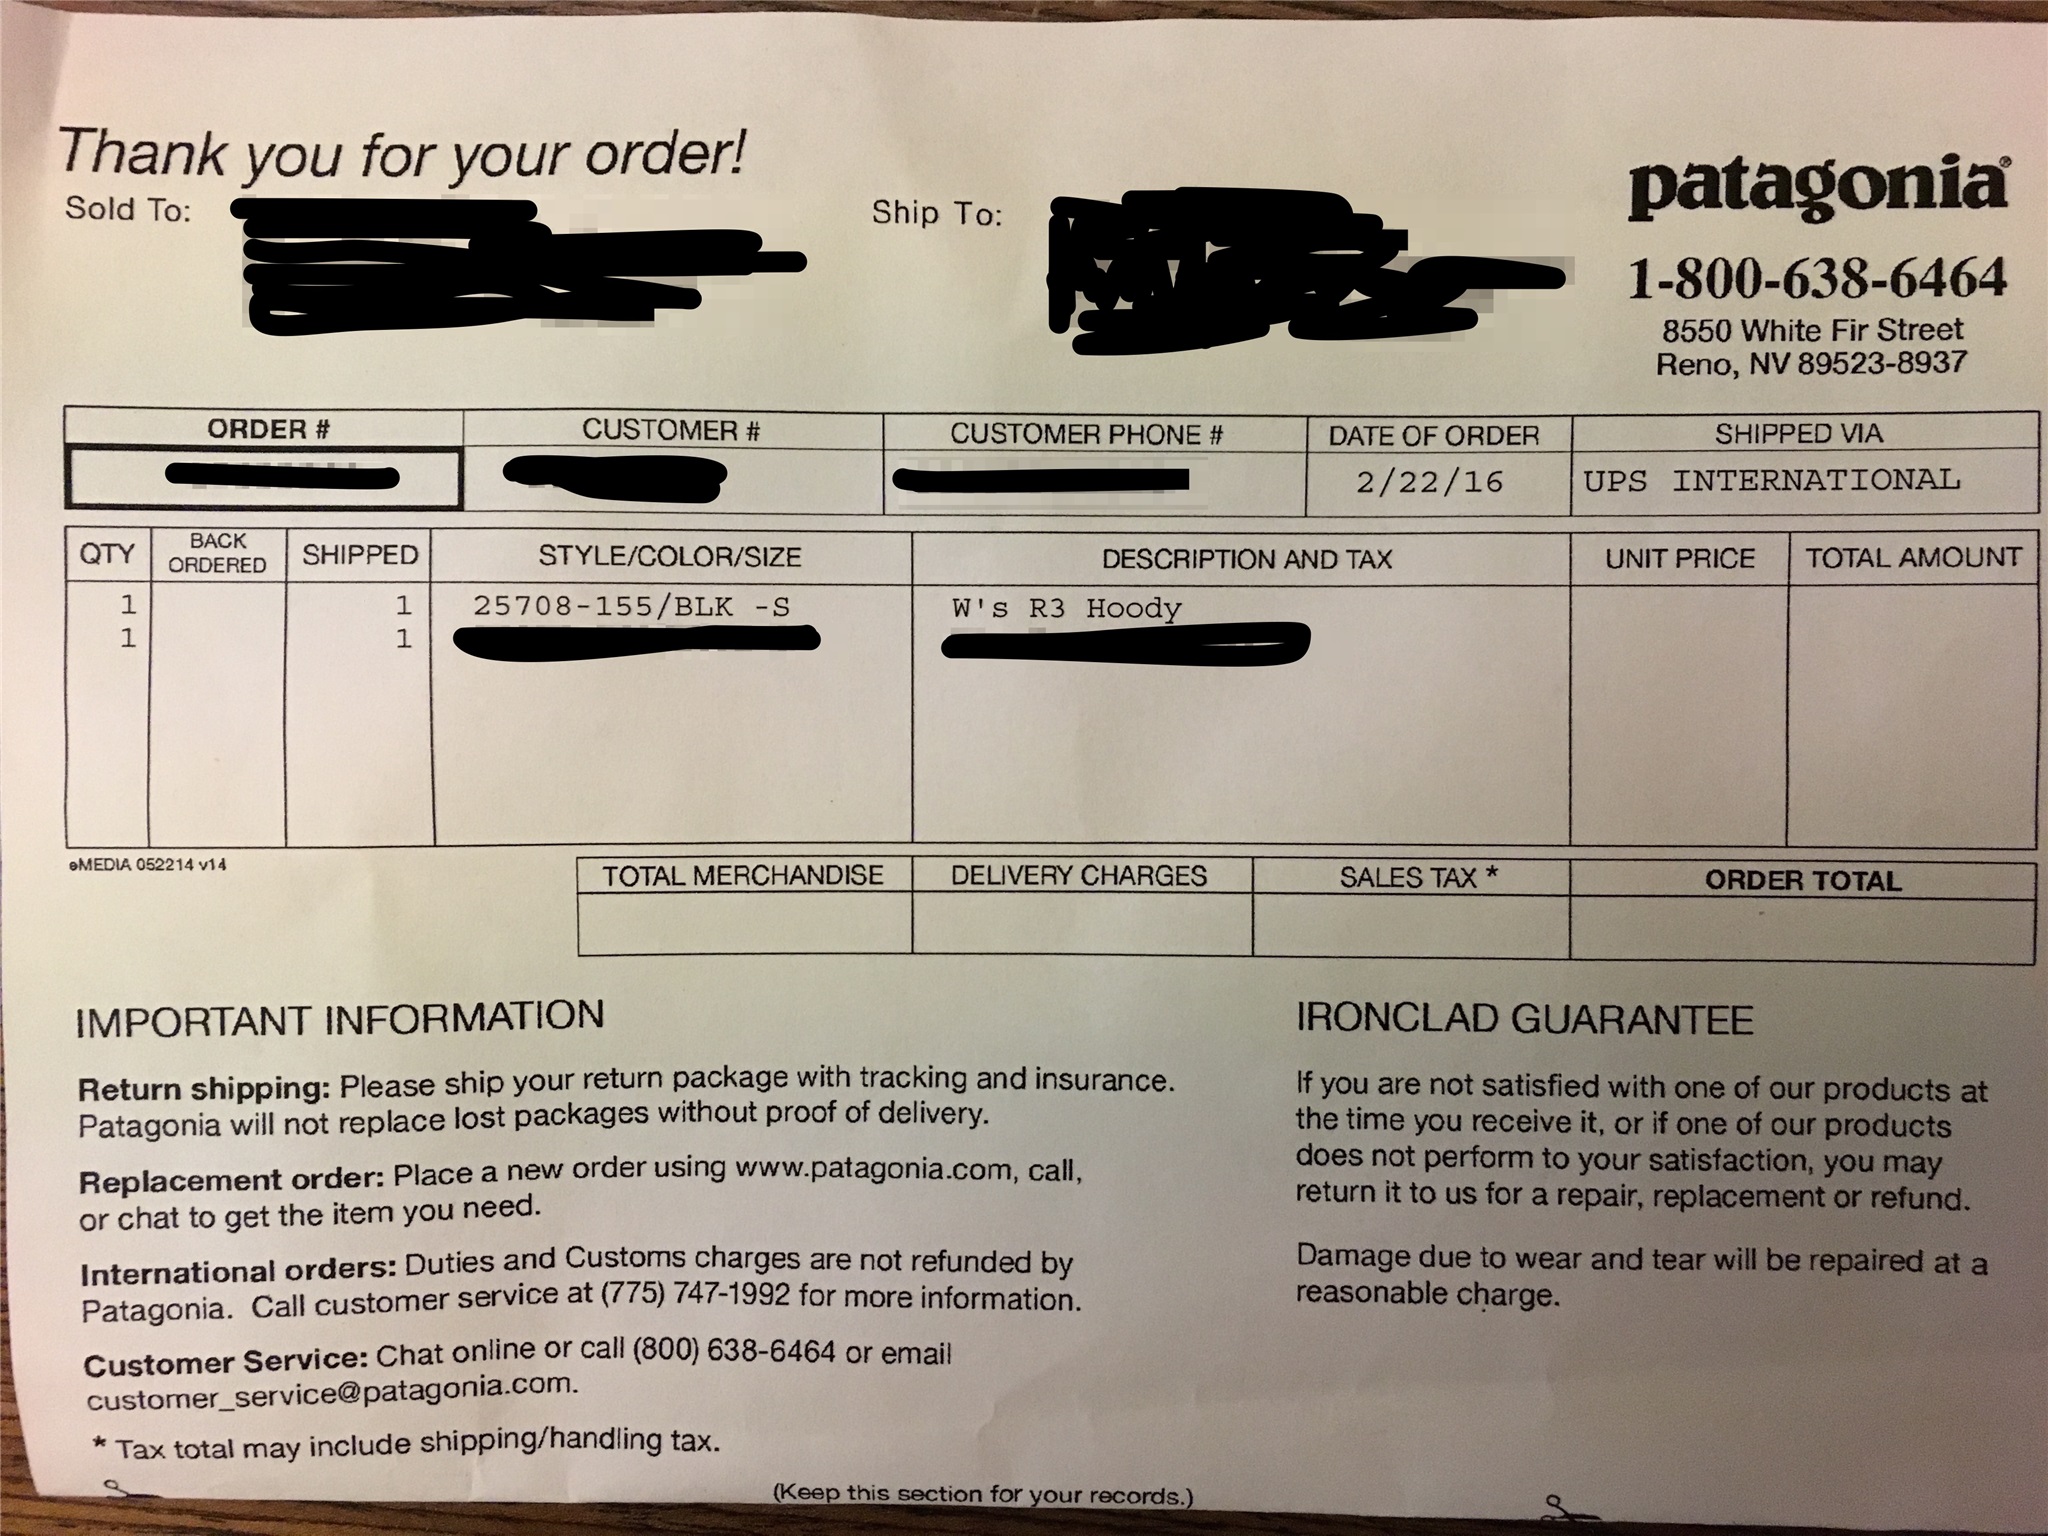 Thank you for your order!
Sold To:
Ship To:
patagonia®
1-800-638-6464
8550 White Fir Street
Reno, NV 89523-8937
ORDER # CUSTOMER # CUSTOMER PHONE # DATE OF ORDER SHIPPED VIA
2/22/16 UPS INTERNATIONAL
QTY BACK ORDERED SHIPPED STYLE/COLOR/SIZE DESCRIPTION AND TAX UNIT PRICE TOTAL AMOUNT
1 1 25708-155/BLK -S W's R3 Hoody
1 1
eMEDIA 052214 v14
TOTAL MERCHANDISE DELIVERY CHARGES SALES TAX * ORDER TOTAL
IMPORTANT INFORMATION
Return shipping: Please ship your return package with tracking and insurance.
Patagonia will not replace lost packages without proof of delivery.
Replacement order: Place a new order using www.patagonia.com, call,
or chat to get the item you need.
International orders: Duties and Customs charges are not refunded by
Patagonia. Call customer service at (775) 747-1992 for more information.
Customer Service: Chat online or call (800) 638-6464 or email
customer_service@patagonia.com.
* Tax total may include shipping/handling tax.
IRONCLAD GUARANTEE
If you are not satisfied with one of our products at
the time you receive it, or if one of our products
does not perform to your satisfaction, you may
return it to us for a repair, replacement or refund.
Damage due to wear and tear will be repaired at a
reasonable charge.
(Keep this section for your records.)